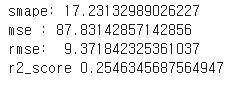 smape: 17.23132989026227
mse : 87.83142857142856
rmse:  9.371842325361037
r2_score 0.2546345687564947